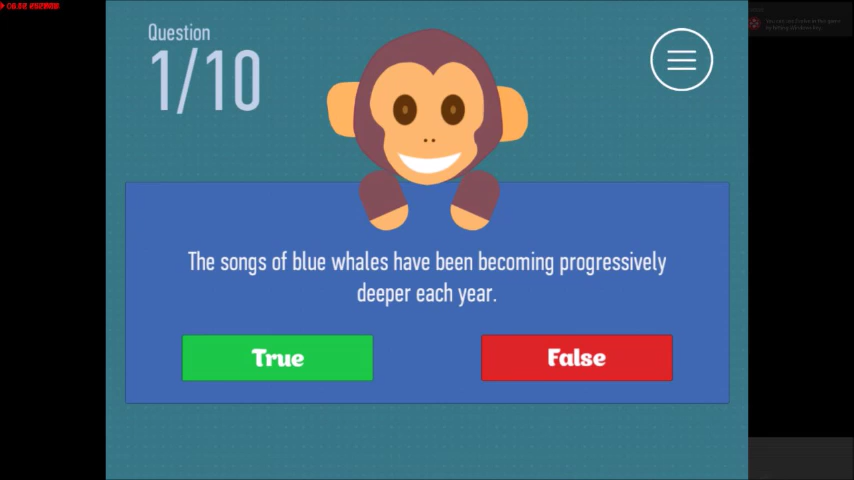 Question
1/10
The songs of blue whales have been becoming progressively
deeper each year.
True
False